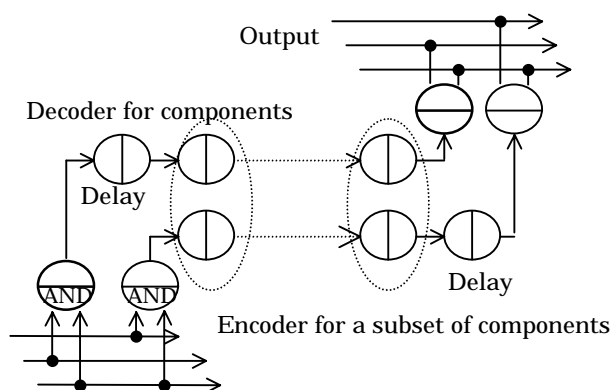 Output
Decoder for components
Delay
AND AND
Delay
Encoder for a subset of components